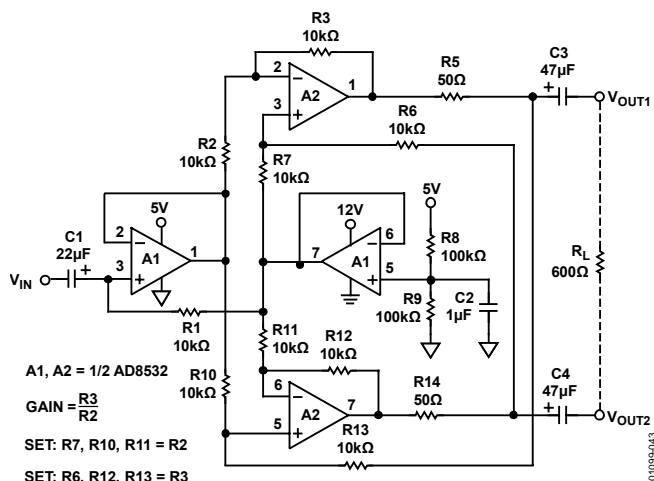 R3
10kΩ
2
3
1
A2
R5
50Ω
C3
47µF
+
VOUT1
R6
10kΩ
R2
10kΩ
R7
10kΩ
5V
12V
5V
C1
22µF
+
VIN
2
3
1
A1
7
6
5
A1
R8
100kΩ
R9
100kΩ
C2
1µF
RL
600Ω
R1
10kΩ
R11
10kΩ
R12
10kΩ
R10
10kΩ
6
5
7
A2
R14
50Ω
C4
47µF
+
VOUT2
R13
10kΩ
A1, A2 = 1/2 AD8532
GAIN = R3
R2
SET: R7, R10, R11 = R2
SET: R6, R12, R13 = R3
01099-043